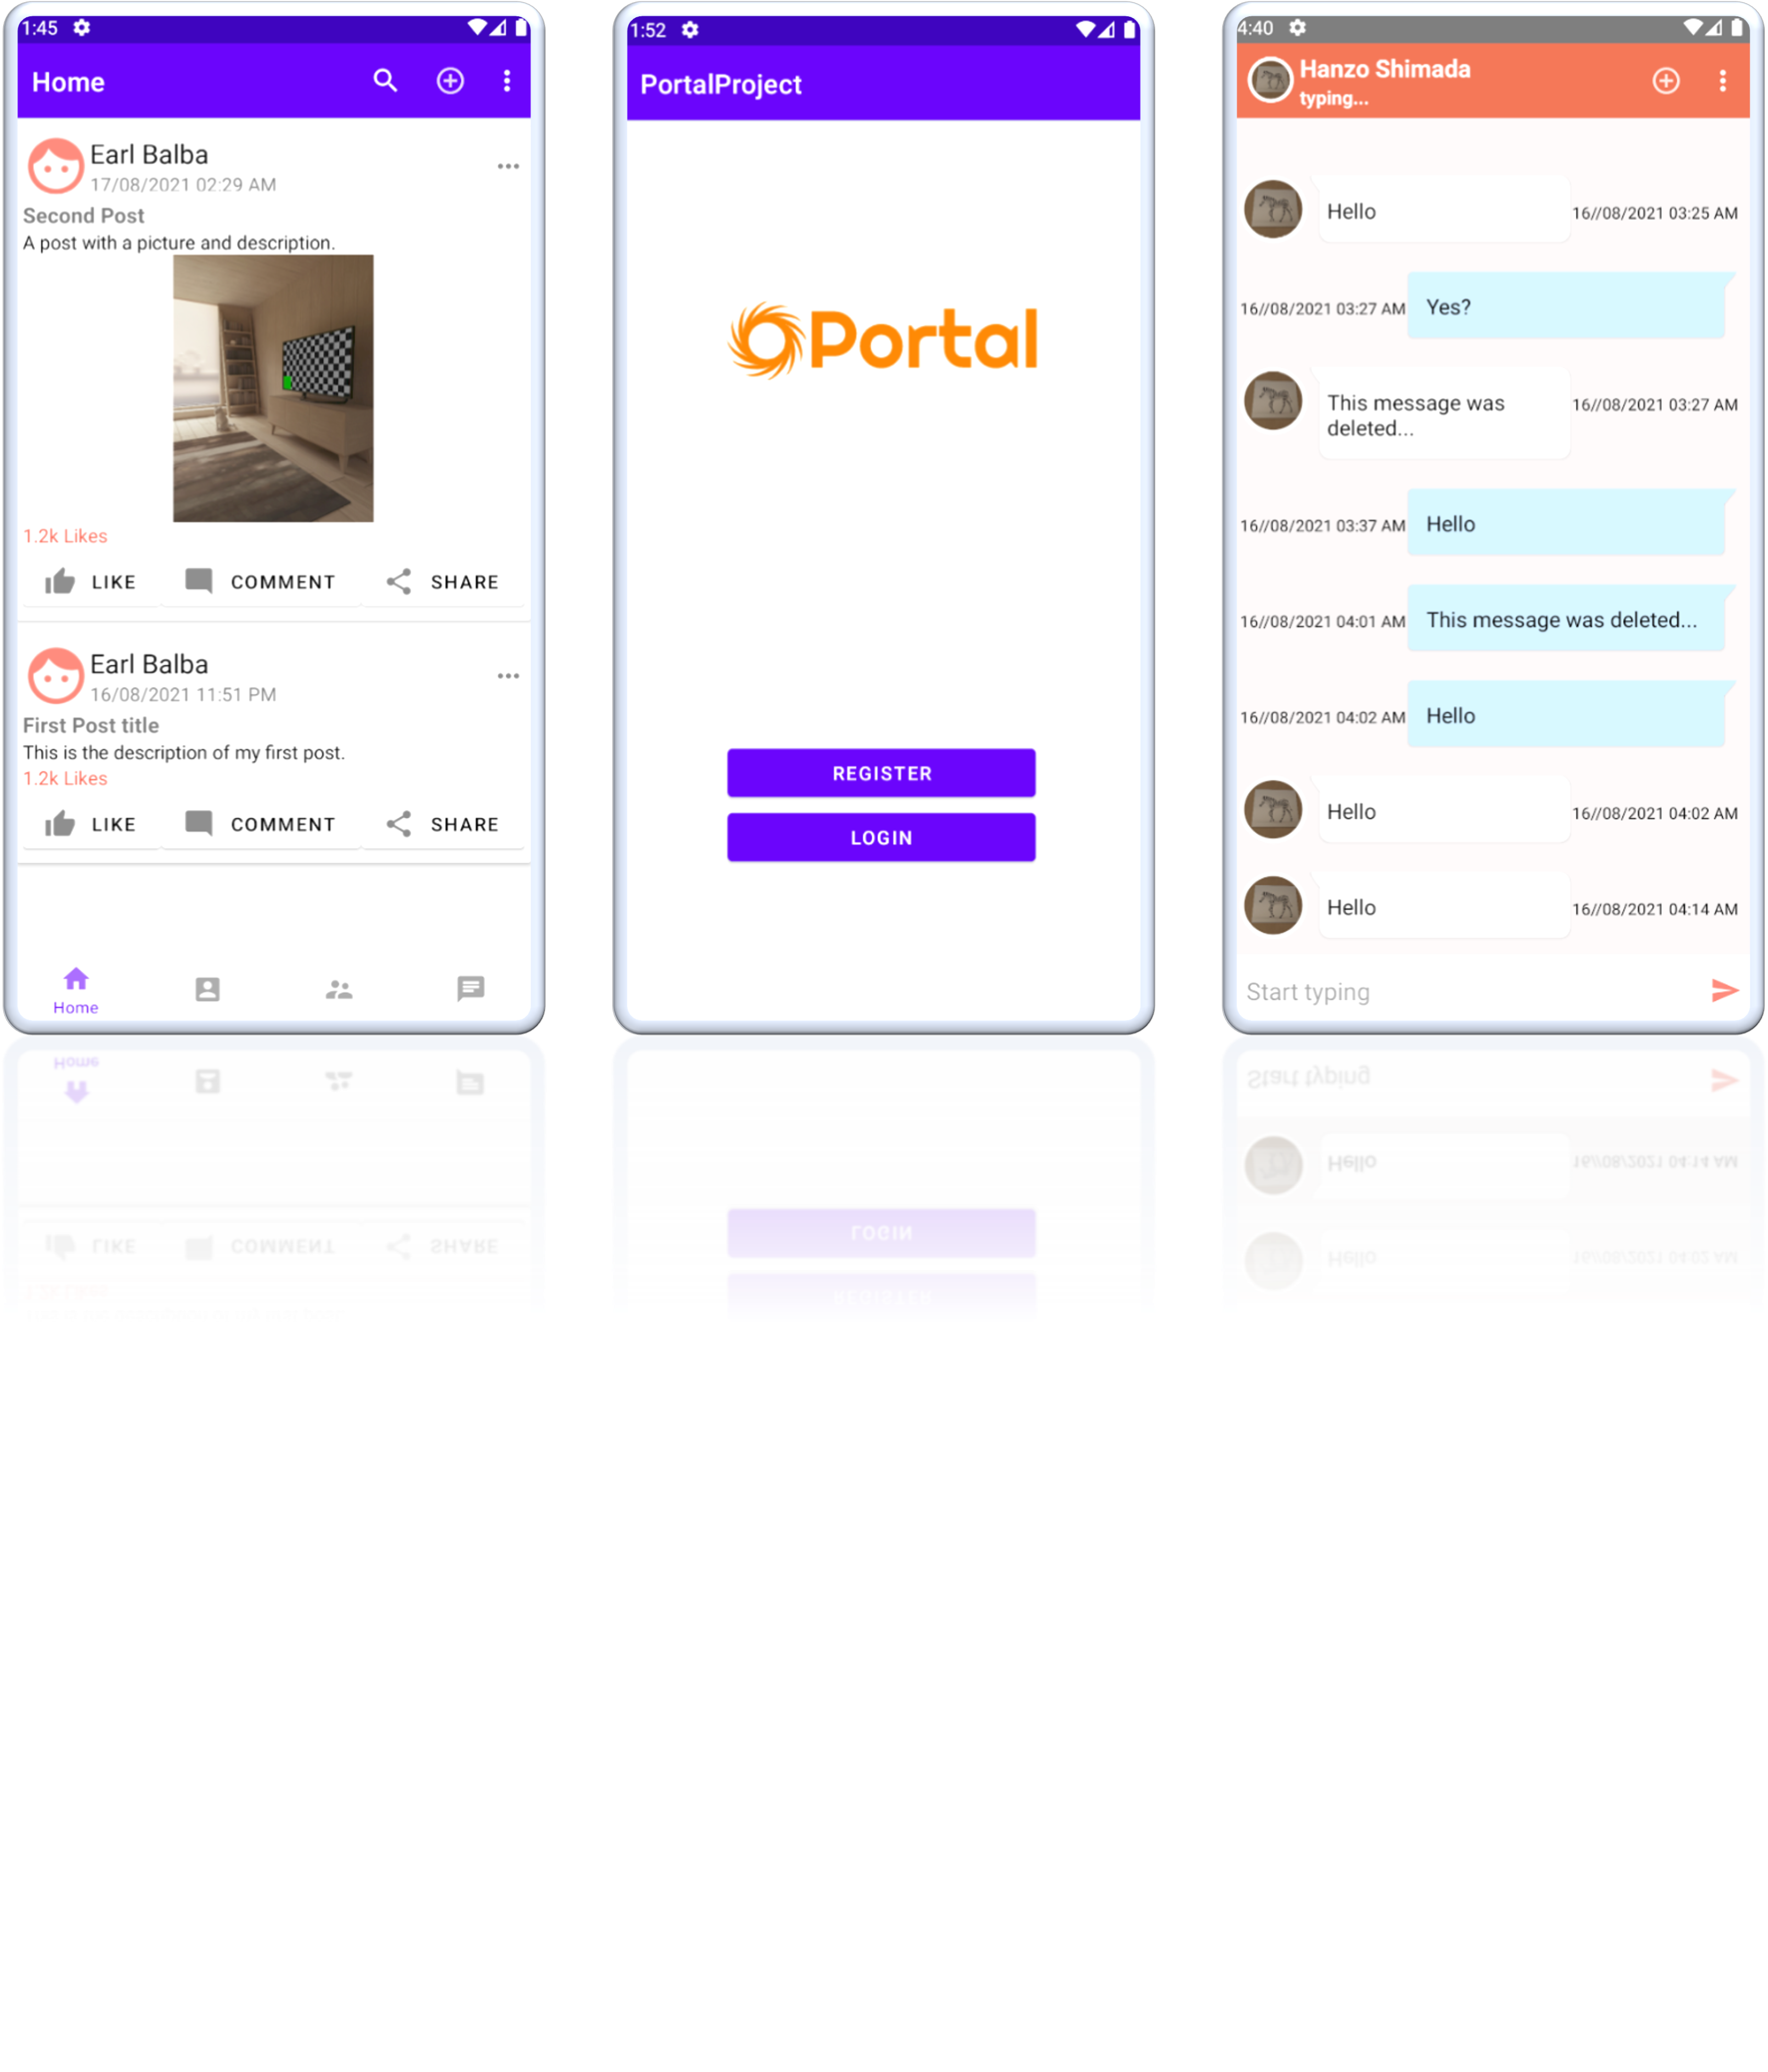 1:45
Home
Earl Balba
17/08/2021 02:29 AM
Second Post
A post with a picture and description.
1.2k Likes
LIKE COMMENT SHARE
Earl Balba
16/08/2021 11:51 PM
First Post title
This is the description of my first post.
1.2k Likes
LIKE COMMENT SHARE
Home
1:52
PortalProject
Portal
REGISTER
LOGIN
4:40
Hanzo Shimada
typing...
Hello 16//08/2021 03:25 AM
16//08/2021 03:27 AM Yes?
This message was 16//08/2021 03:27 AM
deleted...
16//08/2021 03:37 AM Hello
16//08/2021 04:01 AM This message was deleted...
16//08/2021 04:02 AM Hello
Hello 16//08/2021 04:02 AM
Hello 16//08/2021 04:14 AM
Start typing